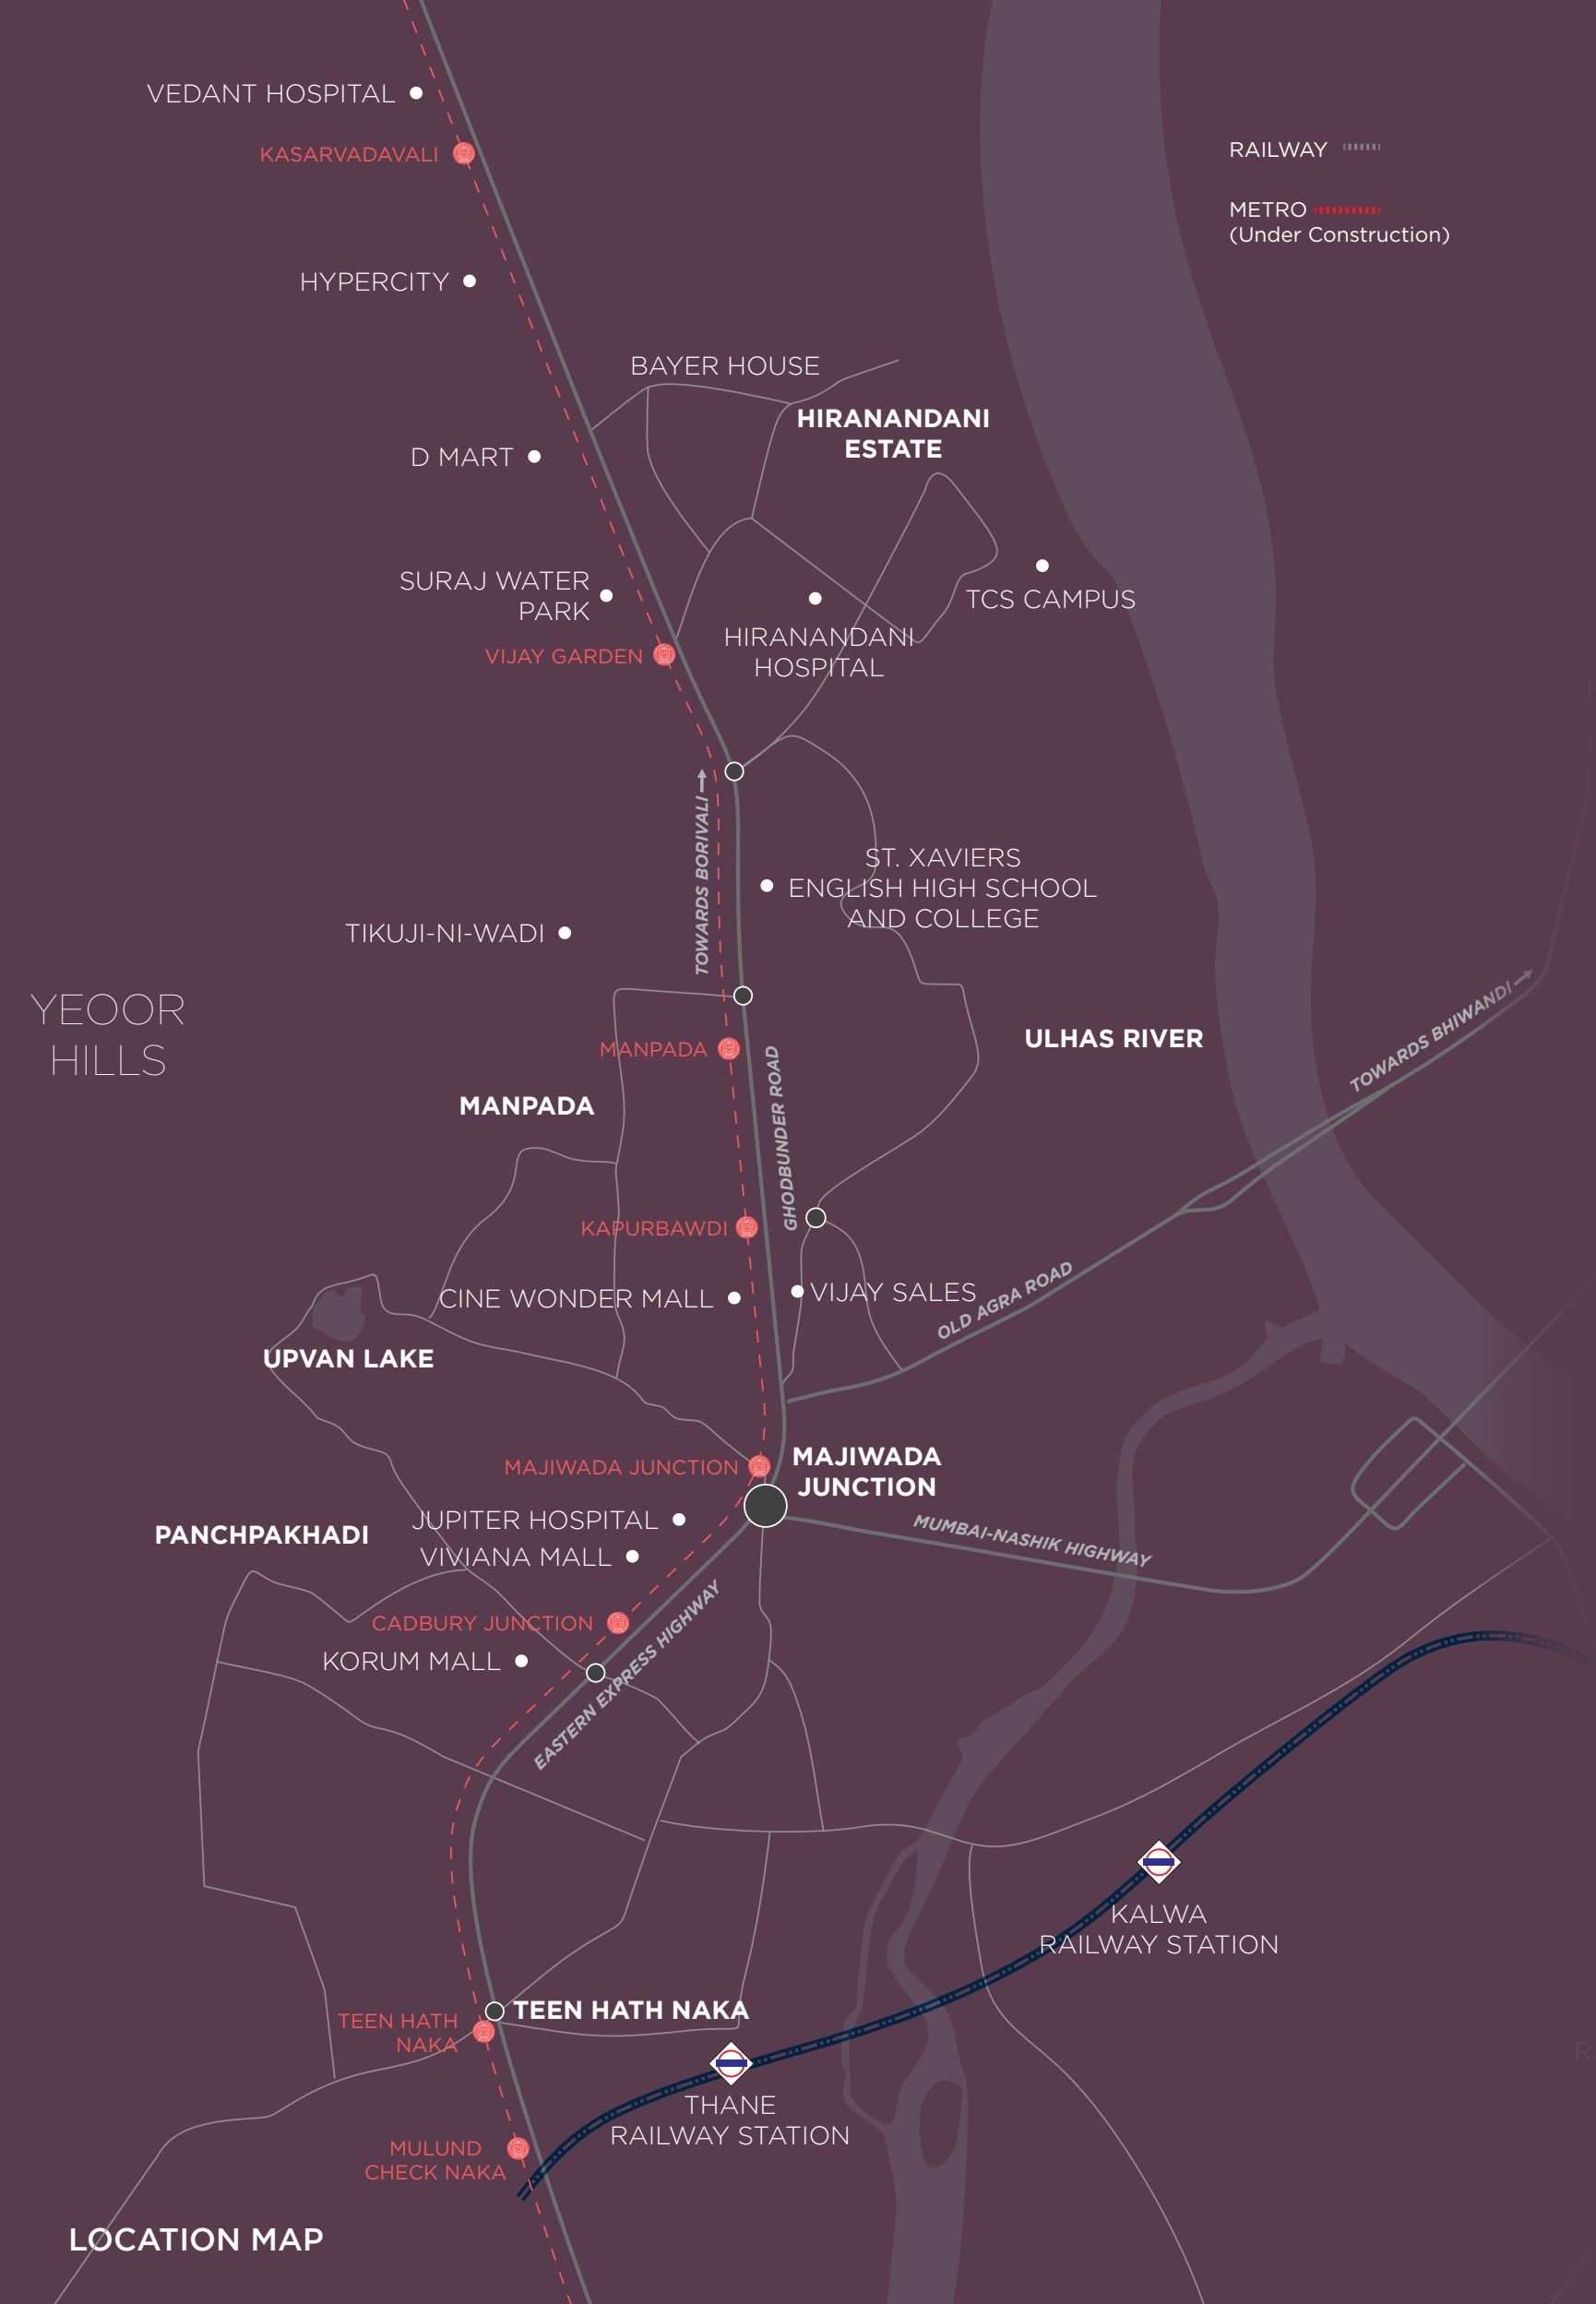 VEDANT HOSPITAL
KASARVADAVALI
RAILWAY
METRO
(Under Construction)
HYPERCITY
BAYER HOUSE
HIRANANDANI
ESTATE
D MART
SURAJ WATER
PARK
TCS CAMPUS
HIRANANDANI
HOSPITAL
VIJAY GARDEN
TOWARDS BORIVALI
ST. XAVIERS
ENGLISH HIGH SCHOOL
AND COLLEGE
TIKUJI-NI-WADI
YEOOR
HILLS
MANPADA
ULHAS RIVER
TOWARDS BHIWANDI
MANPADA
GHODBUNDER ROAD
KAPURBAWDI
CINE WONDER MALL
VIJAY SALES
OLD AGRA ROAD
UPVAN LAKE
MAJIWADA JUNCTION
MAJIWADA
JUNCTION
JUPITER HOSPITAL
PANCHPAKHADI
VIVIANA MALL
MUMBAI-NASHIK HIGHWAY
CADBURY JUNCTION
KORUM MALL
EASTERN EXPRESS HIGHWAY
KALWA
RAILWAY STATION
TEEN HATH NAKA
TEEN HATH
NAKA
R
THANE
RAILWAY STATION
MULUND
CHECK NAKA
LOCATION MAP